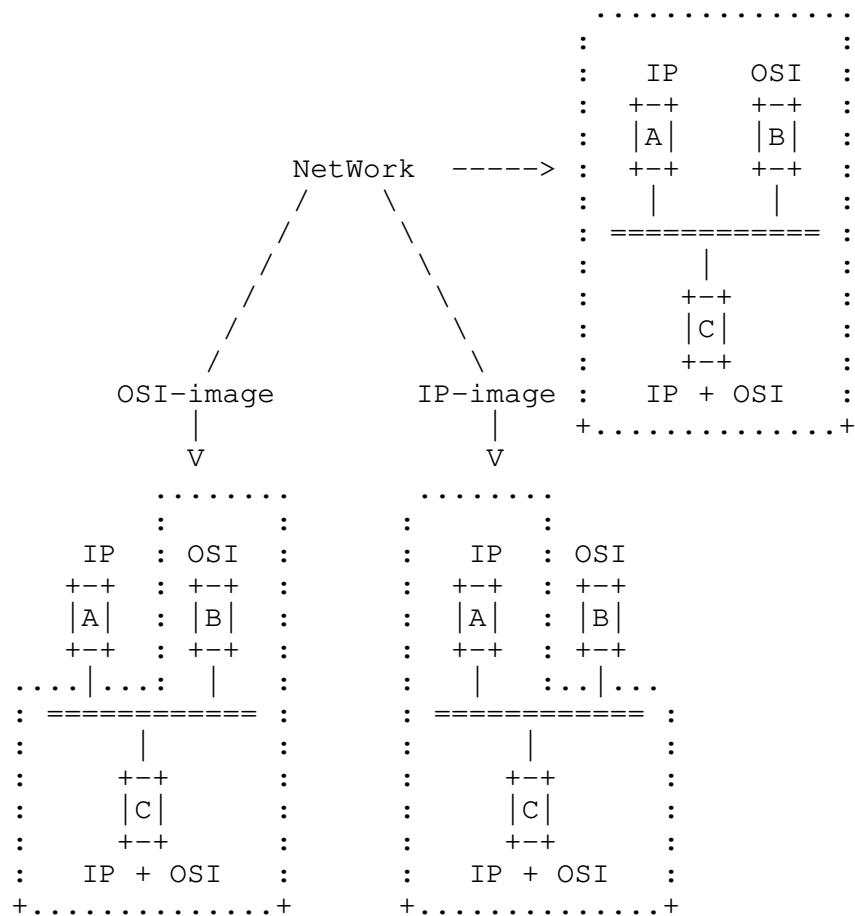 IP OSI
A B
NetWork ----->
C
OSI-image IP-image IP + OSI
V V
IP OSI IP OSI
A B A B
C C
IP + OSI IP + OSI